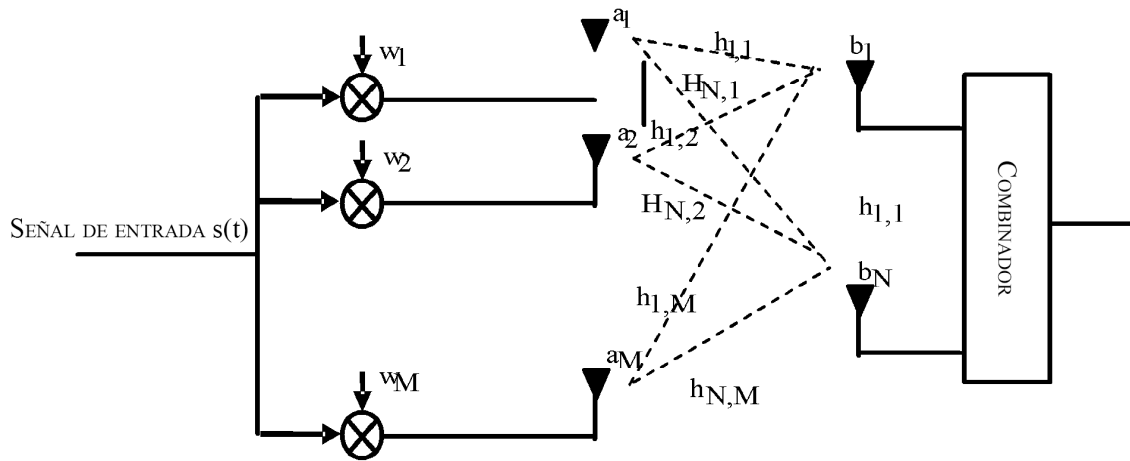 w1
a1
h1,1
b1
HN,1
w2
a2
h1,2
HN,2
h1,1
SEÑAL DE ENTRADA s(t)
COMBINADOR
bN
h1,M
wM
aM
hN,M